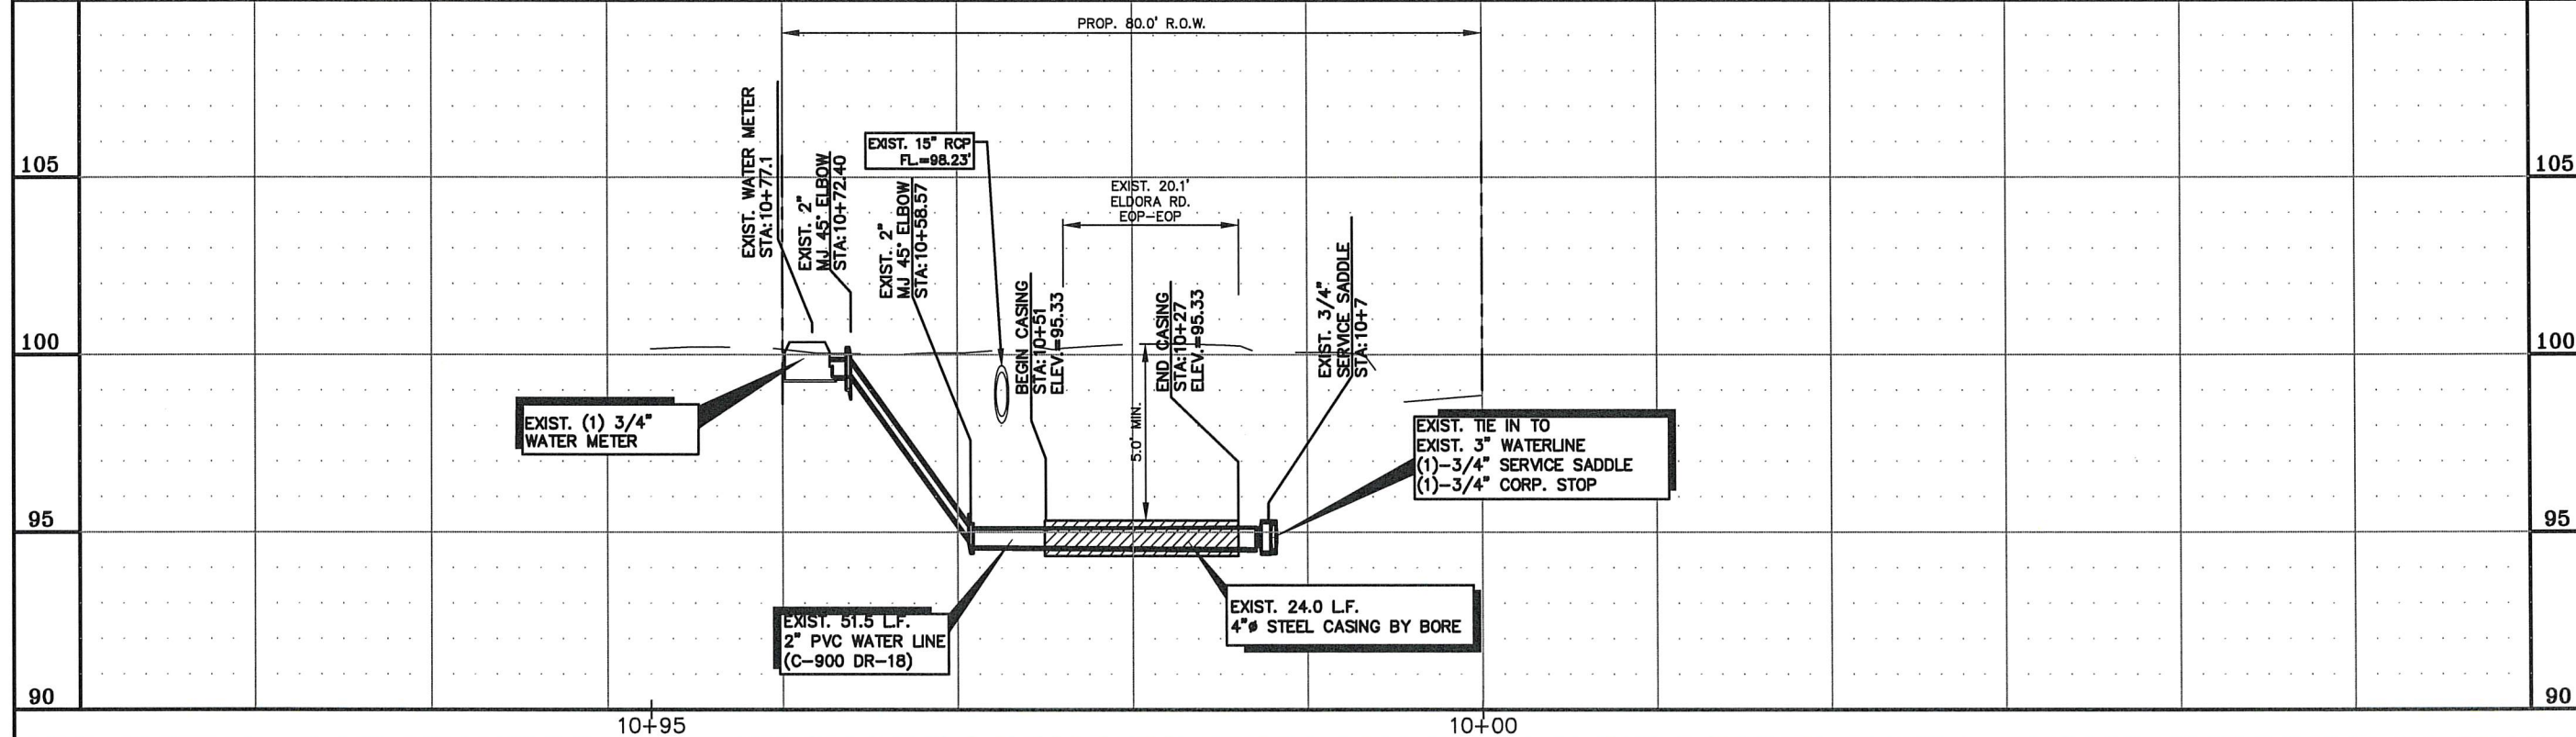 PROP. 80.0' R.O.W.
105
105
EXIST. WATER METER
STA:10+77.1
EXIST. 2"
MJ 45° ELBOW
STA:10+72.40
EXIST. 15" RCP
FL.=98.23'
EXIST. 2"
MJ 45° ELBOW
STA:10+58.57
EXIST. 20.1'
ELDORA RD.
EOP-EOP
BEGIN CASING
STA:10+51
ELEV.=95.33
END CASING
STA:10+27
ELEV.=95.33
EXIST. 3/4"
SERVICE SADDLE
STA:10+7
100
100
5.0' MIN.
EXIST. (1) 3/4"
WATER METER
EXIST. TIE IN TO
EXIST. 3" WATERLINE
(1)-3/4" SERVICE SADDLE
(1)-3/4" CORP. STOP
95
95
EXIST. 51.5 L.F.
2" PVC WATER LINE
(C-900 DR-18)
EXIST. 24.0 L.F.
4"ø STEEL CASING BY BORE
90
90
10+95
10+00